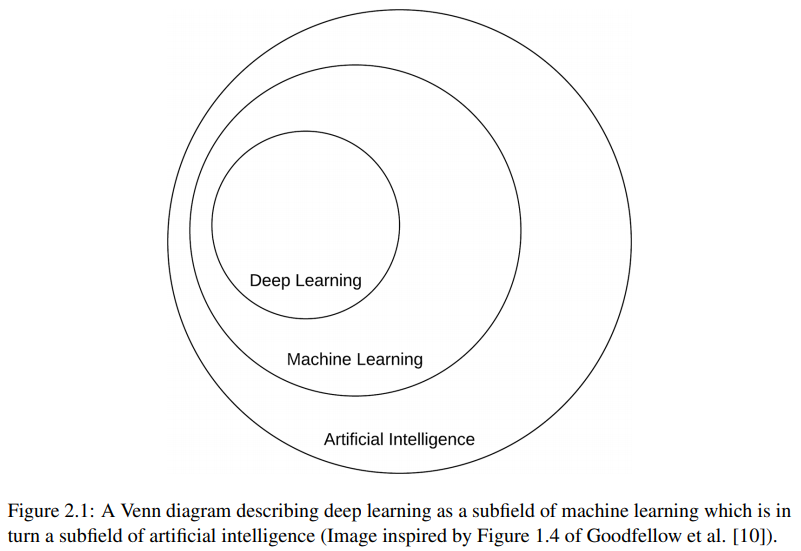 Deep Learning
Machine Learning
Artificial Intelligence
Figure 2.1: A Venn diagram describing deep learning as a subfield of machine learning which is in
turn a subfield of artificial intelligence (Image inspired by Figure 1.4 of Goodfellow et al. [10]).